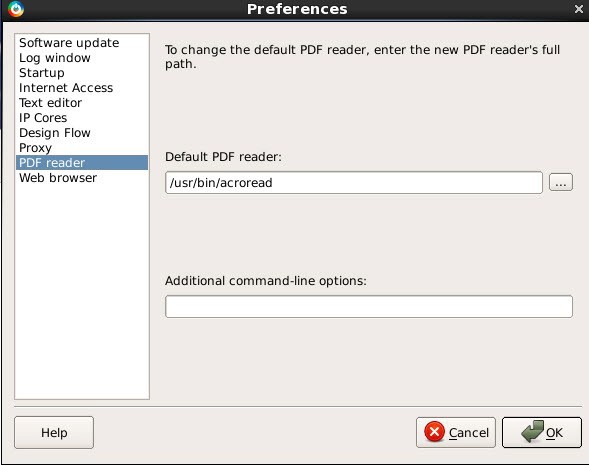 Preferences
Software update
Log window
Startup
Internet Access
Text editor
IP Cores
Design Flow
Proxy
PDF reader
Web browser
To change the default PDF reader, enter the new PDF reader's full
path.
Default PDF reader:
/usr/bin/acroread
...
Additional command-line options:
Help
Cancel
OK